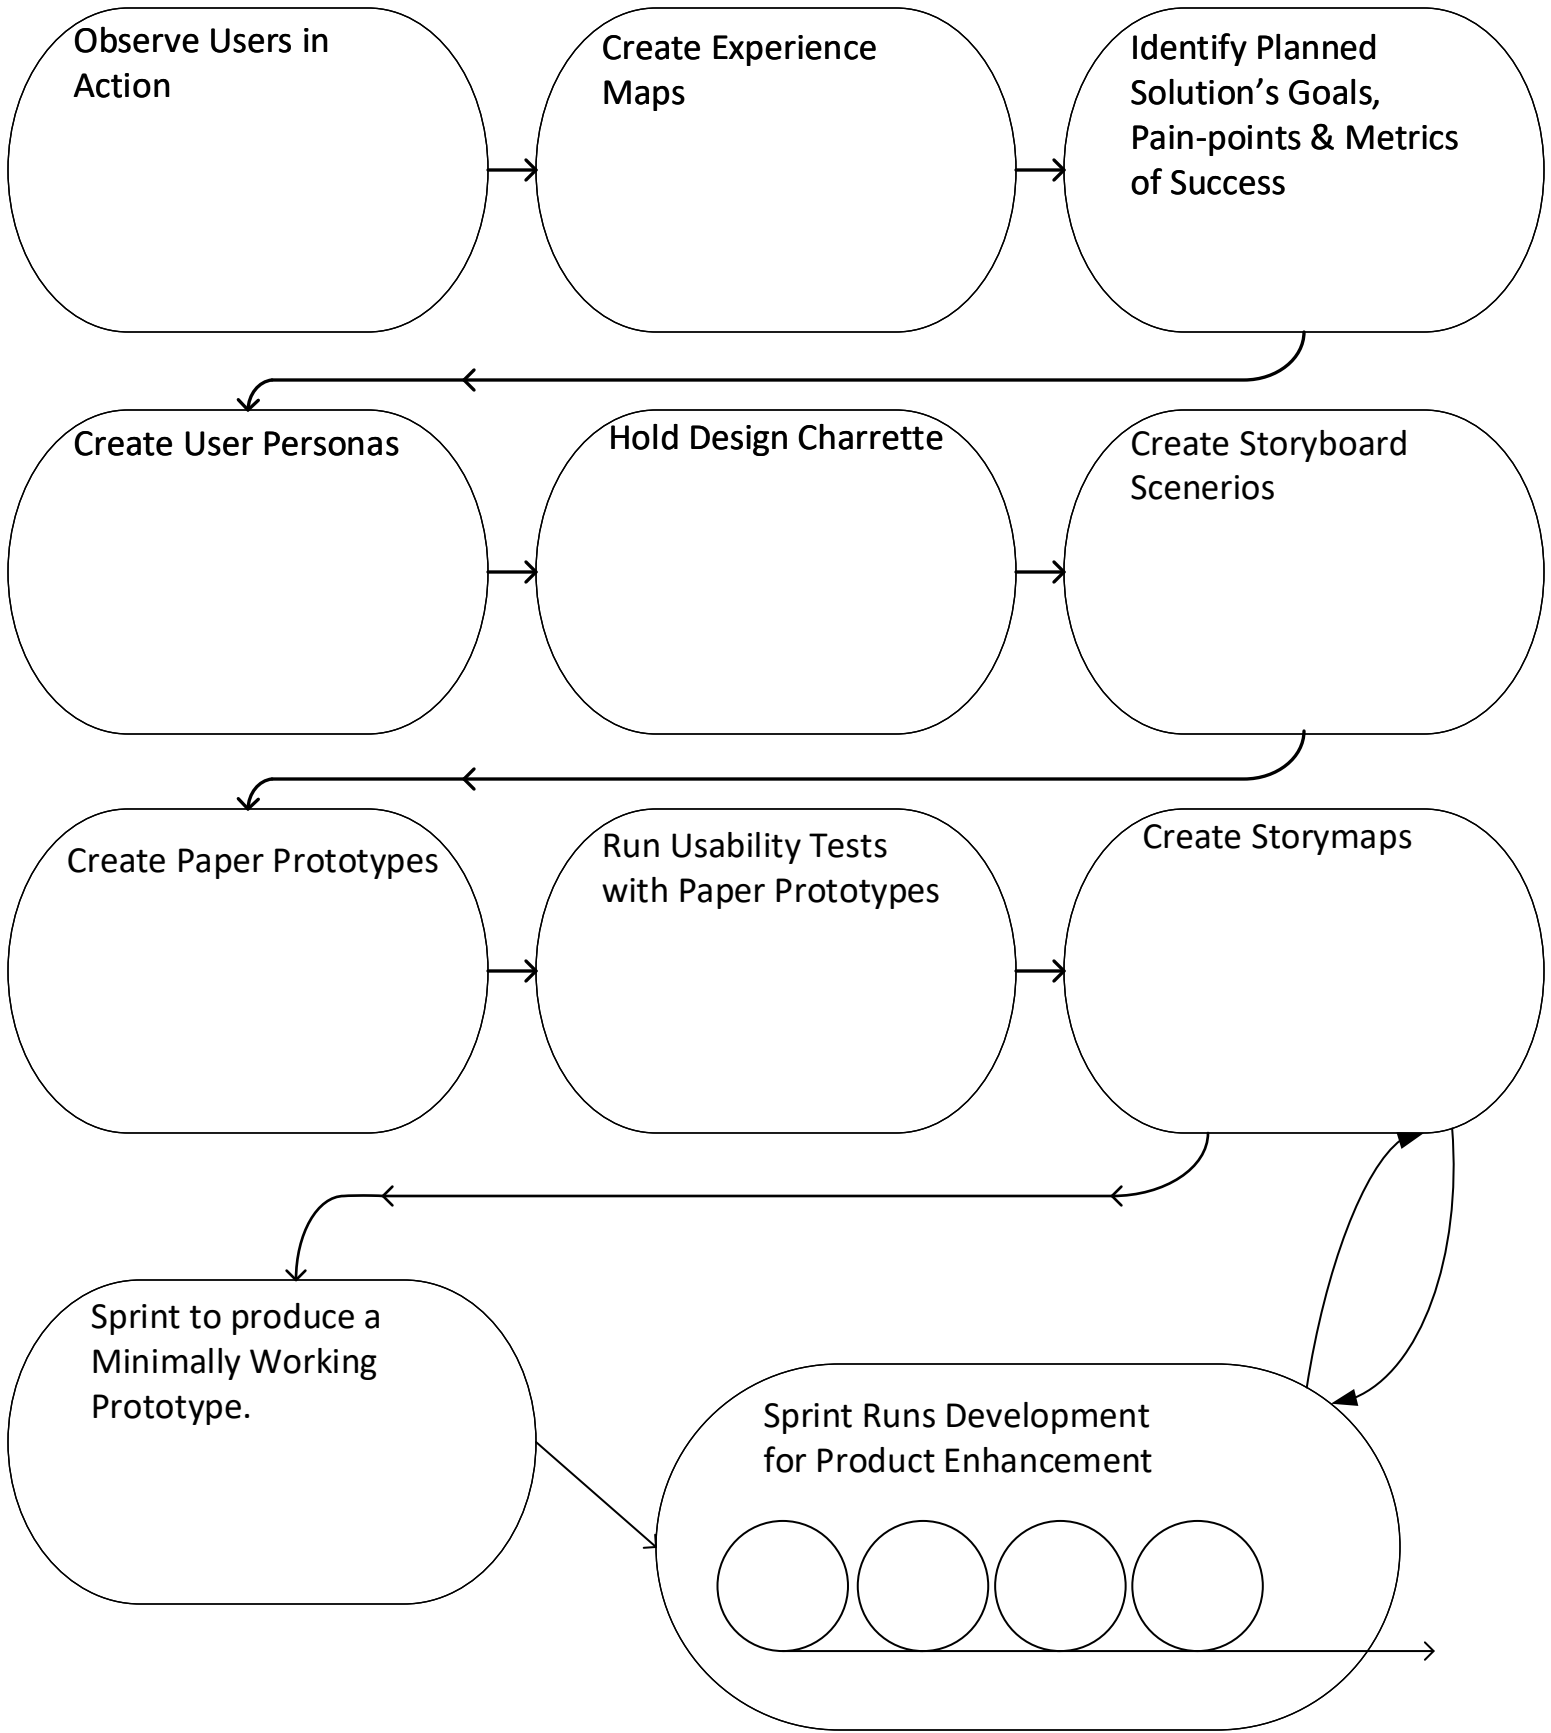 Observe Users in
Action
Create Experience
Maps
Identify Planned
Solution’s Goals,
Pain-points & Metrics
of Success
Create User Personas
Hold Design Charrette
Create Storyboard
Scenerios
Create Paper Prototypes
Run Usability Tests
with Paper Prototypes
Create Storymaps
Sprint to produce a
Minimally Working
Prototype.
Sprint Runs Development
for Product Enhancement